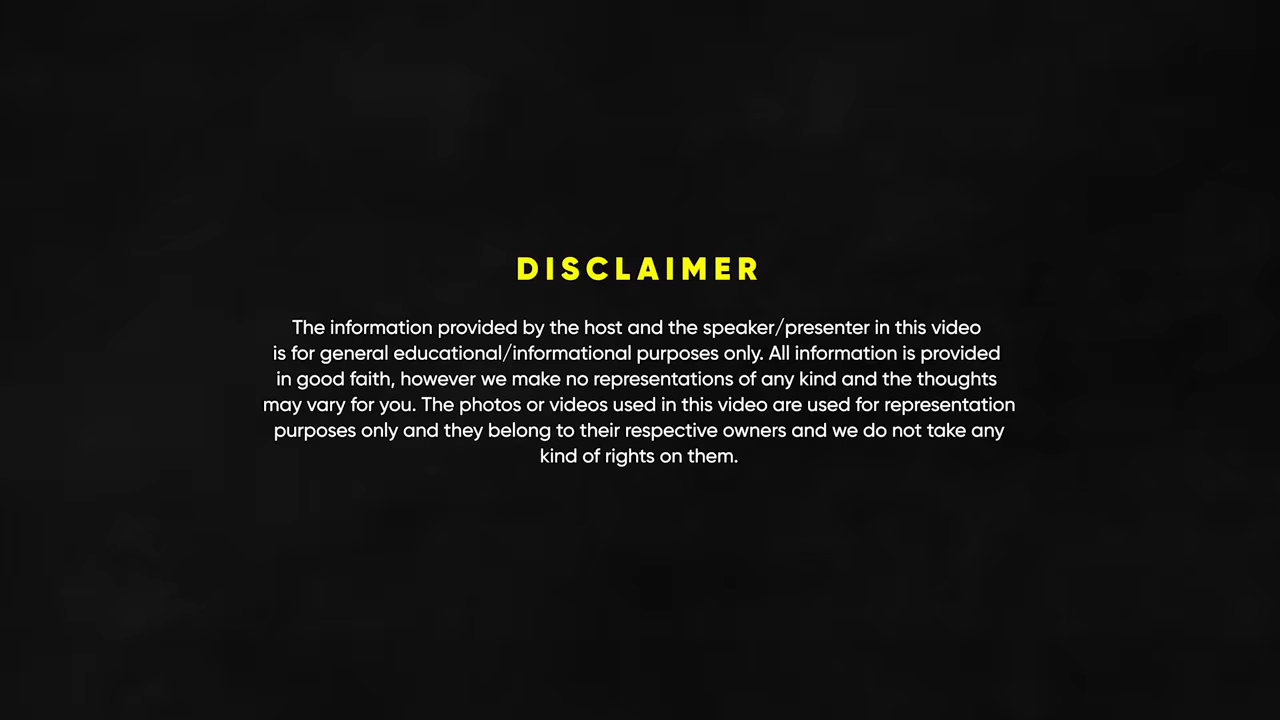 DISCLAIMER
The information provided by the host and the speaker/presenter in this video
is for general educational/informational purposes only. All information is provided
in good faith, however we make no representations of any kind and the thoughts
may vary for you. The photos or videos used in this video are used for representation
purposes only and they belong to their respective owners and we do not take any
kind of rights on them.